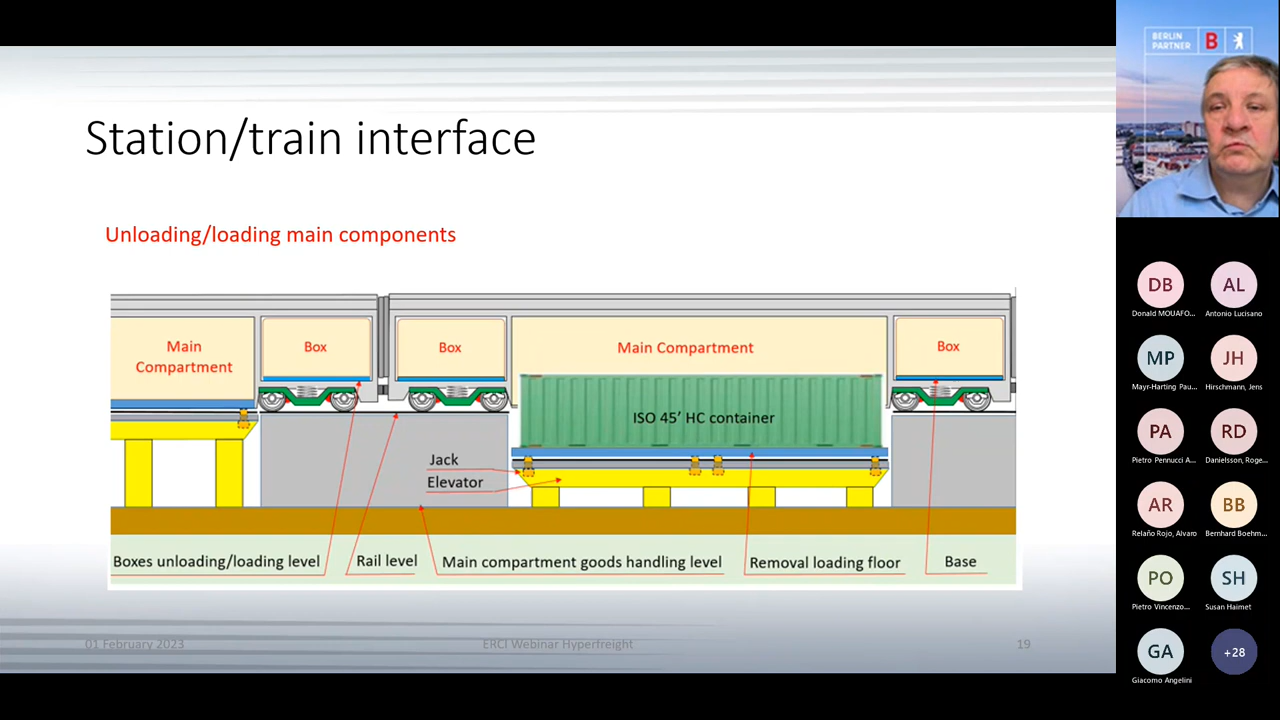 Station/train interface
Unloading/loading main components
Main
Compartment
Box
Box
Main Compartment
Box
ISO 45’ HC container
Jack
Elevator
Boxes unloading/loading level
Rail level
Main compartment goods handling level
Removal loading floor
Base
01 February 2023
ERCI Webinar Hyperfreight
19
BERLIN
PARTNER
B
DB
AL
Donald MOUAFO...
Antonio Lucisano
MP
JH
Mayr-Harting Pau...
Hirschmann, Jens
PA
RD
Pietro Pennucci A...
Danielsson, Roge...
AR
BB
Relaño Rojo, Alvaro
Bernhard Boehm...
PO
SH
Pietro Vincenzo...
Susan Haimet
GA
+28
Giacomo Angelini